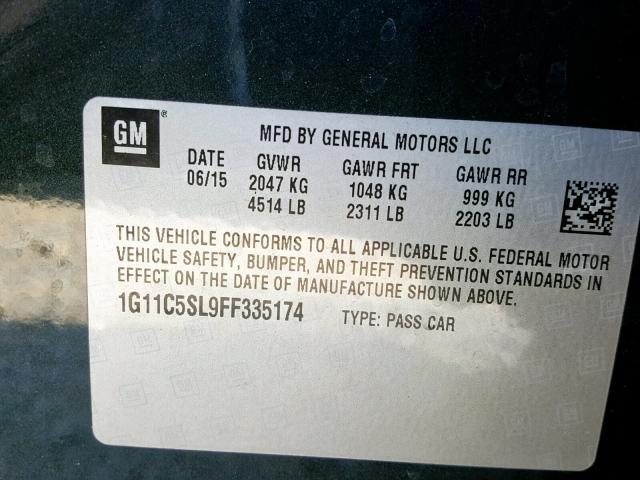 GM ® MFD BY GENERAL MOTORS LLC
DATE GVWR GAWR FRT GAWR RR
06/15 2047 KG 1048 KG 999 KG
4514 LB 2311 LB 2203 LB
THIS VEHICLE CONFORMS TO ALL APPLICABLE U.S. FEDERAL MOTOR
VEHICLE SAFETY, BUMPER, AND THEFT PREVENTION STANDARDS IN
EFFECT ON THE DATE OF MANUFACTURE SHOWN ABOVE.
1G11C5SL9FF335174 TYPE: PASS CAR